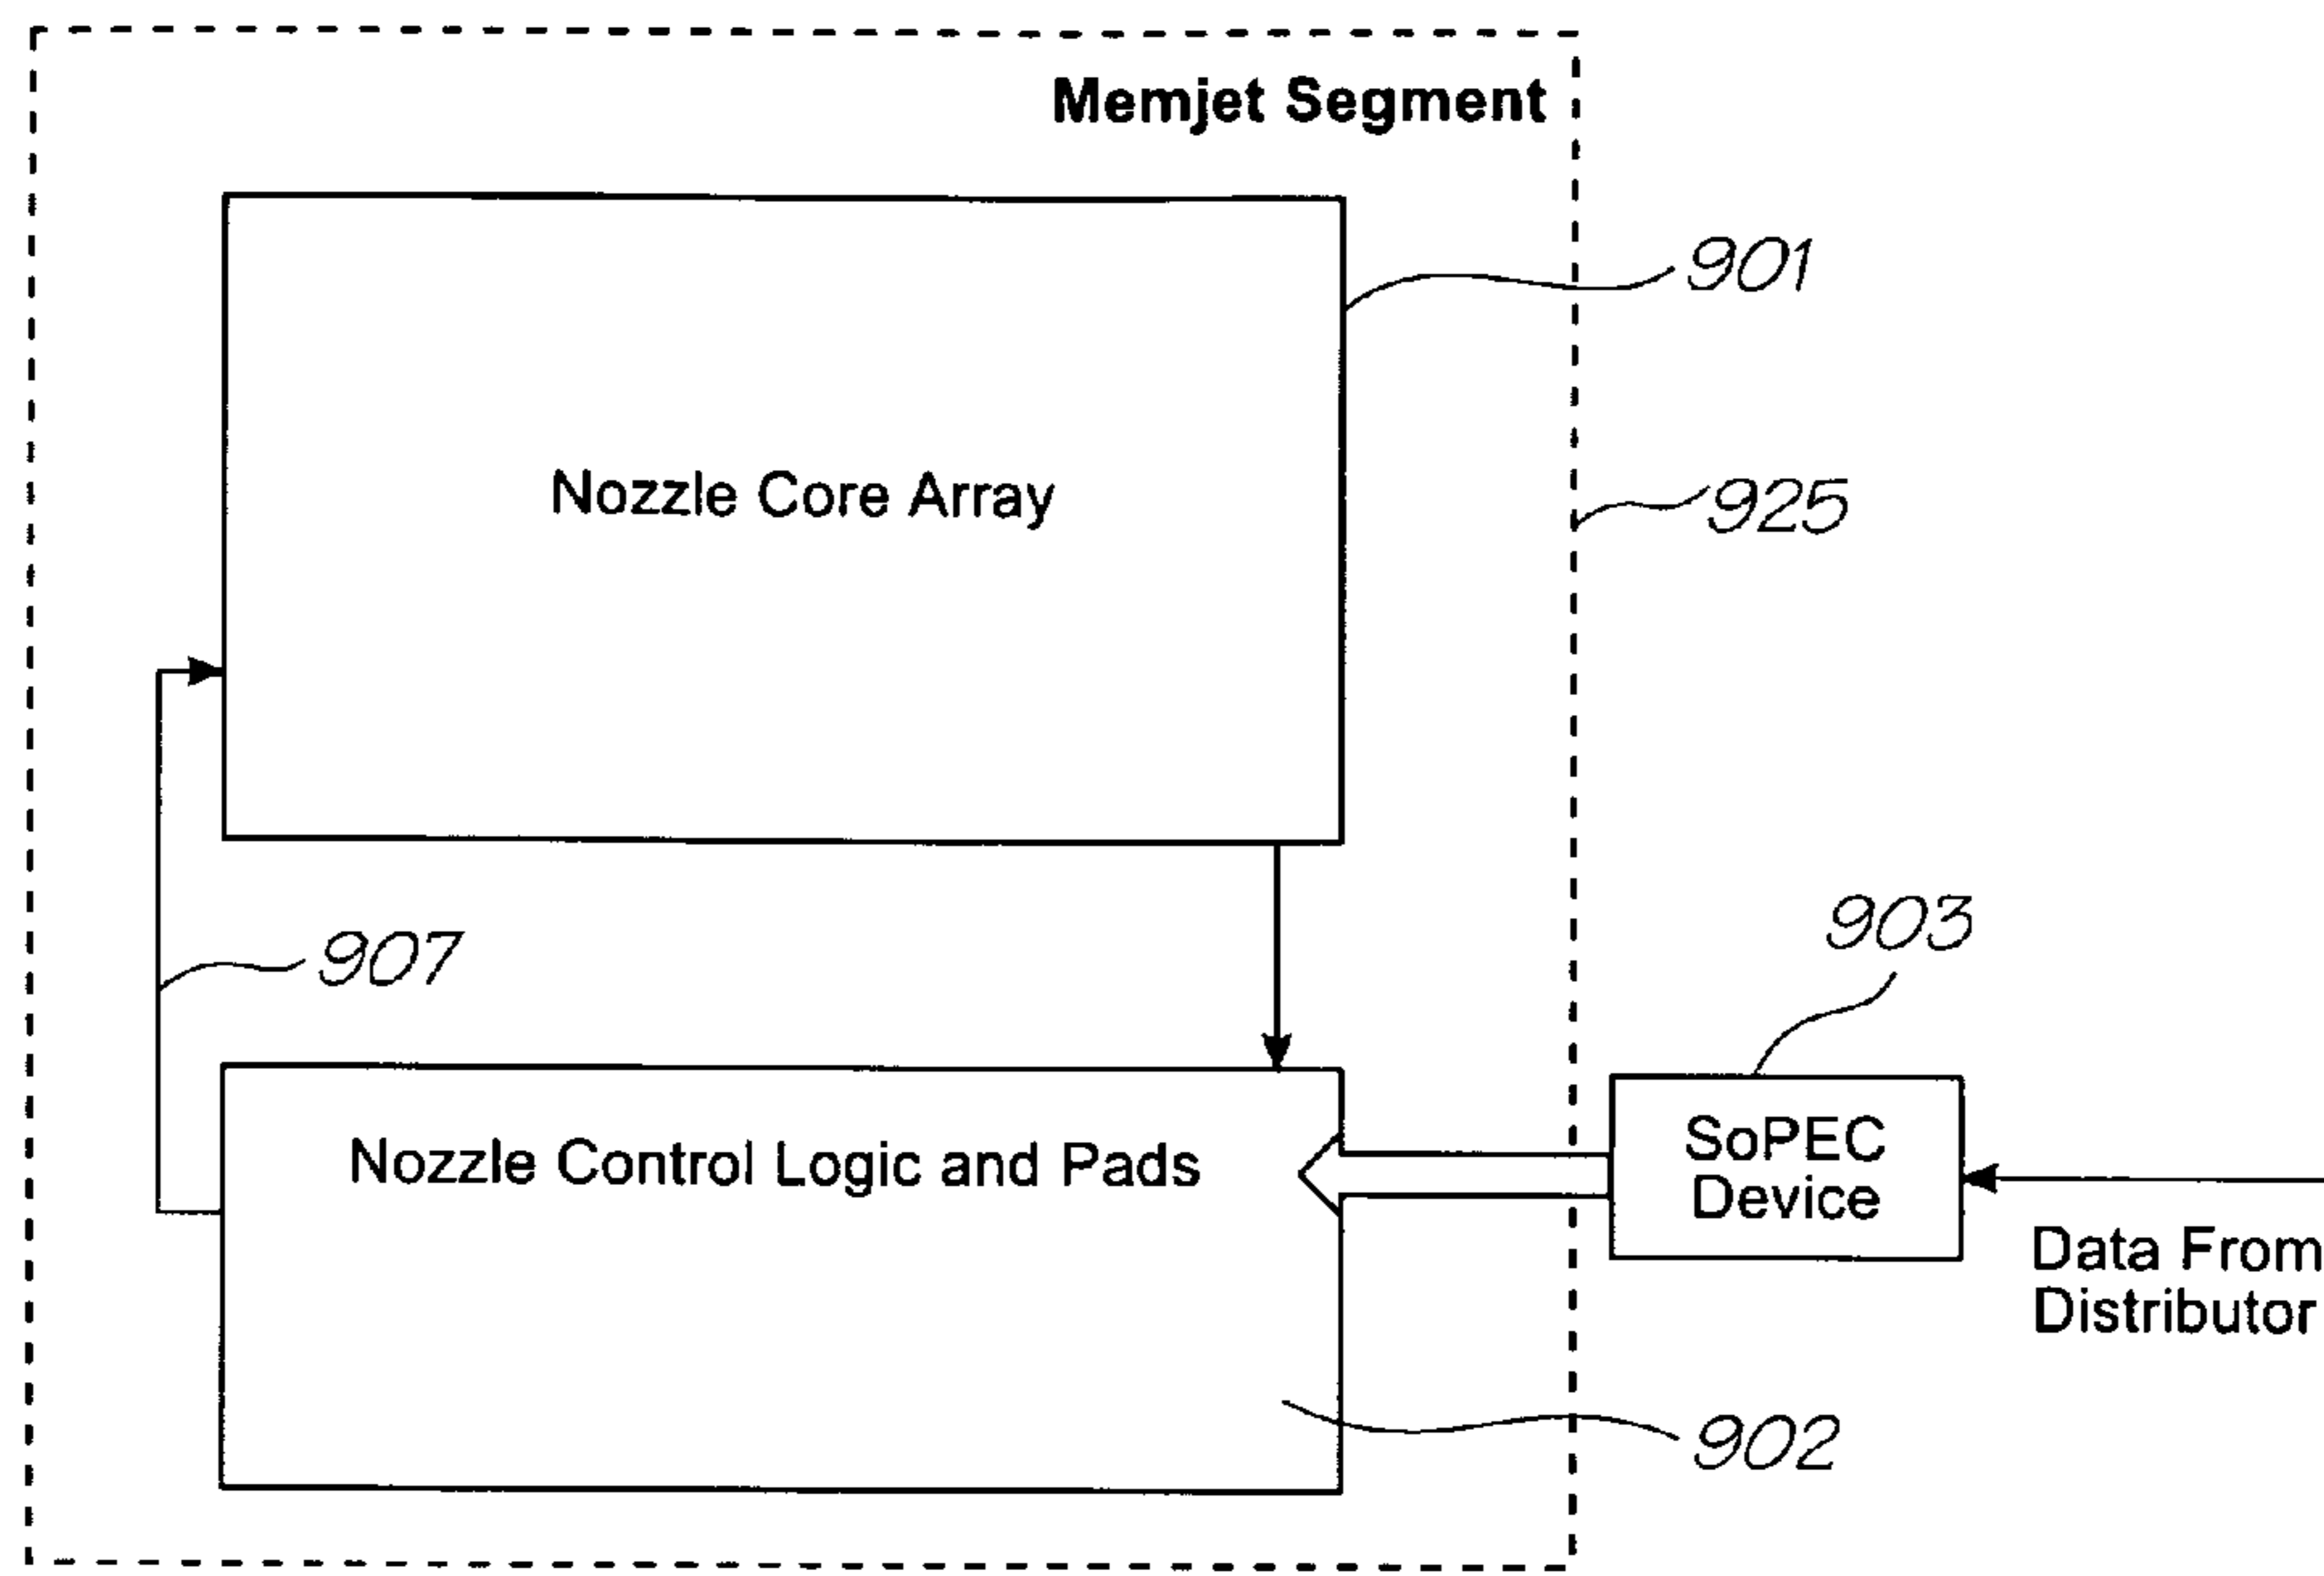 Memjet Segment
901
Nozzle Core Array
925
903
907
SoPEC
Device
Nozzle Control Logic and Pads
Data From
Distributor
902